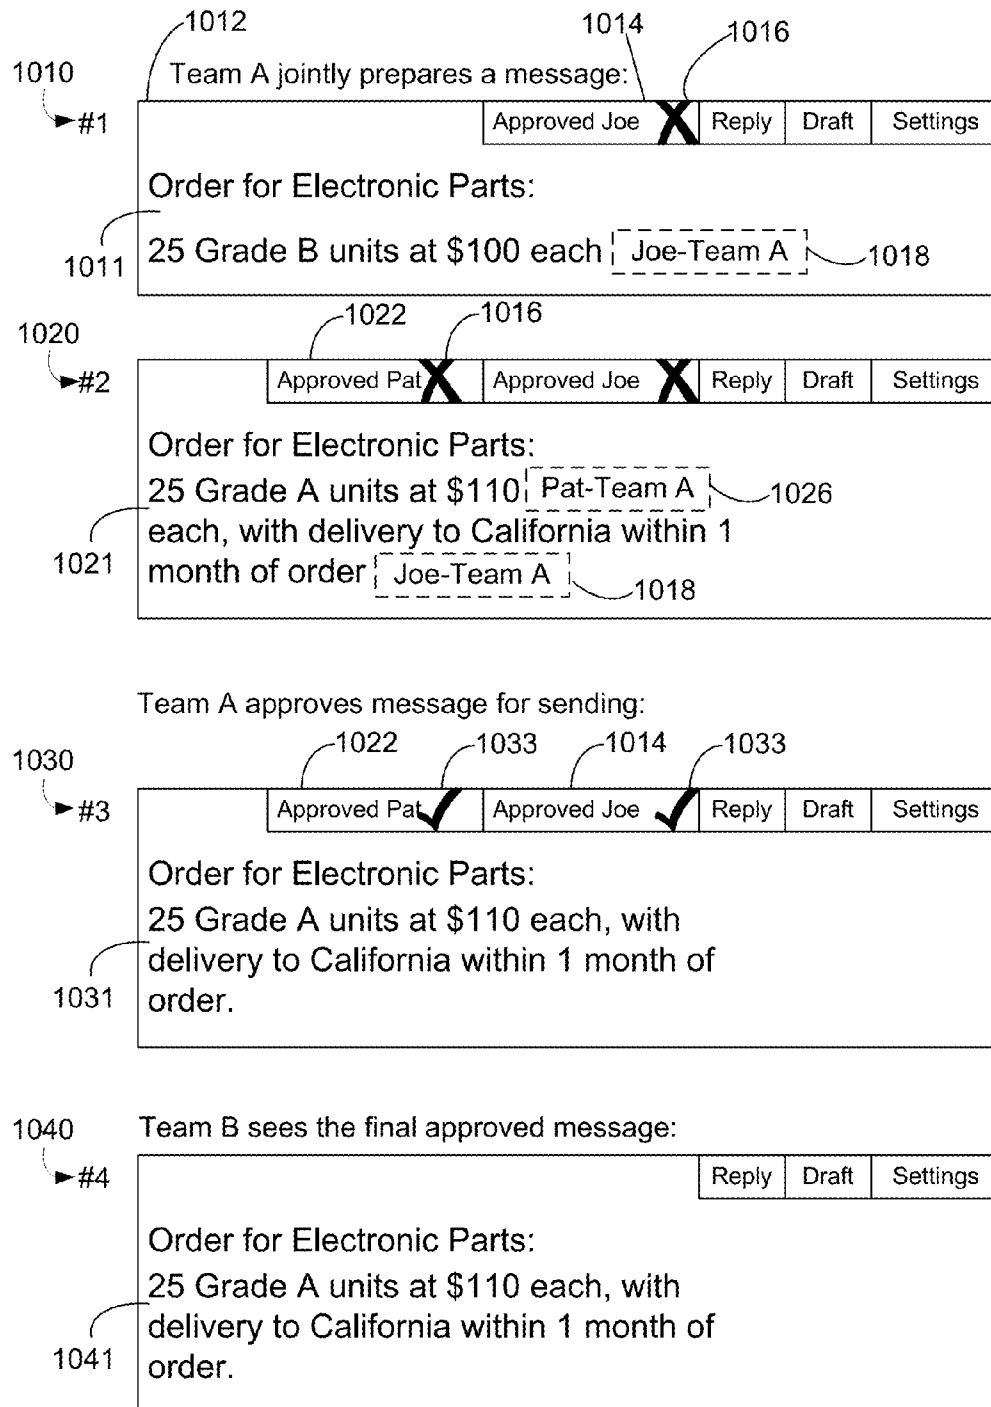 1012
1014
1016
1010
Team A jointly prepares a message:
#1
Approved Joe X Reply Draft Settings
Order for Electronic Parts:
25 Grade B units at $100 each Joe-Team A
1011
1018
1020
1022
1016
#2
Approved Pat X Approved Joe X Reply Draft Settings
Order for Electronic Parts:
25 Grade A units at $110 Pat-Team A
1026
each, with delivery to California within 1
1021
month of order Joe-Team A
1018
Team A approves message for sending:
1030
1022
1033
1014
1033
#3
Approved Pat ✓ Approved Joe ✓ Reply Draft Settings
Order for Electronic Parts:
25 Grade A units at $110 each, with
delivery to California within 1 month of
1031
order.
1040
Team B sees the final approved message:
#4
Reply Draft Settings
Order for Electronic Parts:
25 Grade A units at $110 each, with
delivery to California within 1 month of
1041
order.